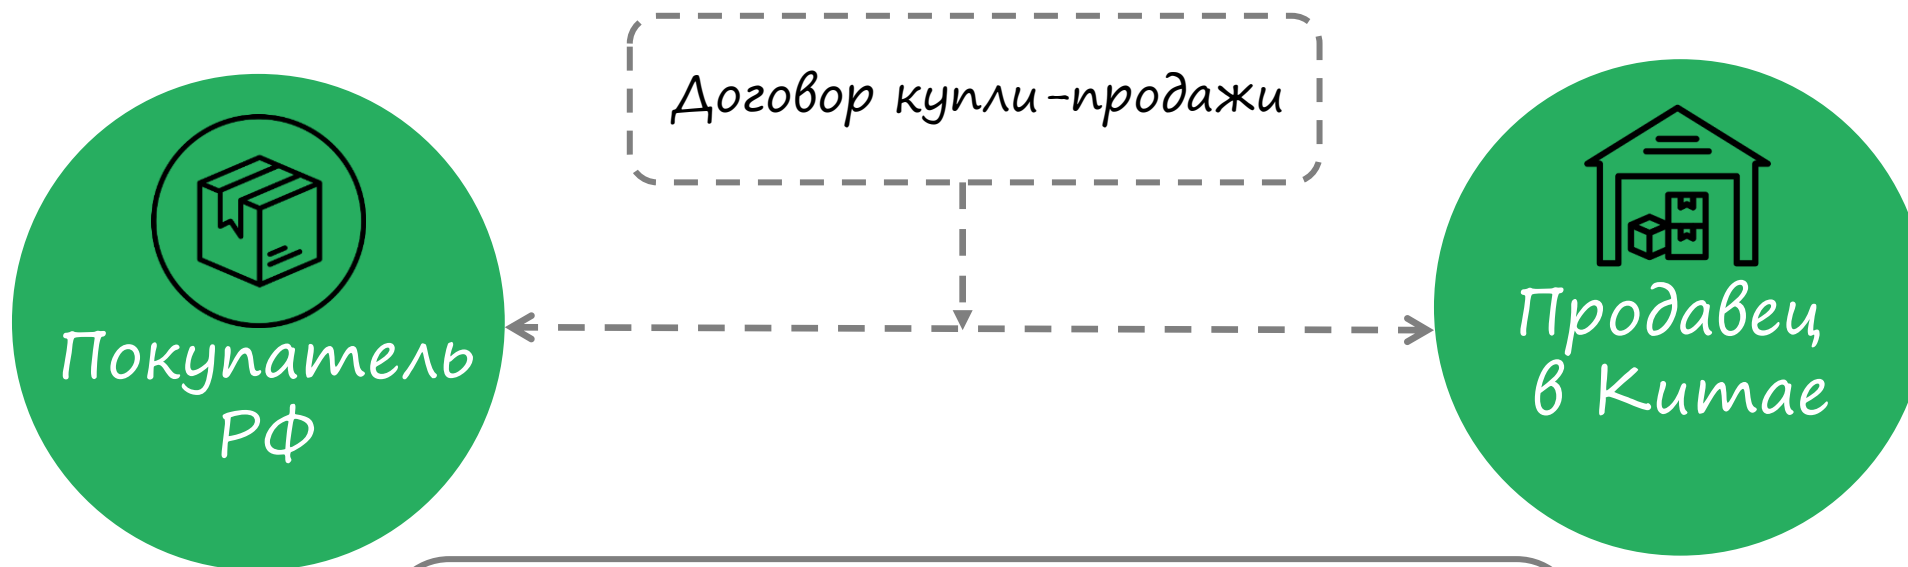 Договор купли-продажи
Покупатель
РФ
Продавец
в Китае